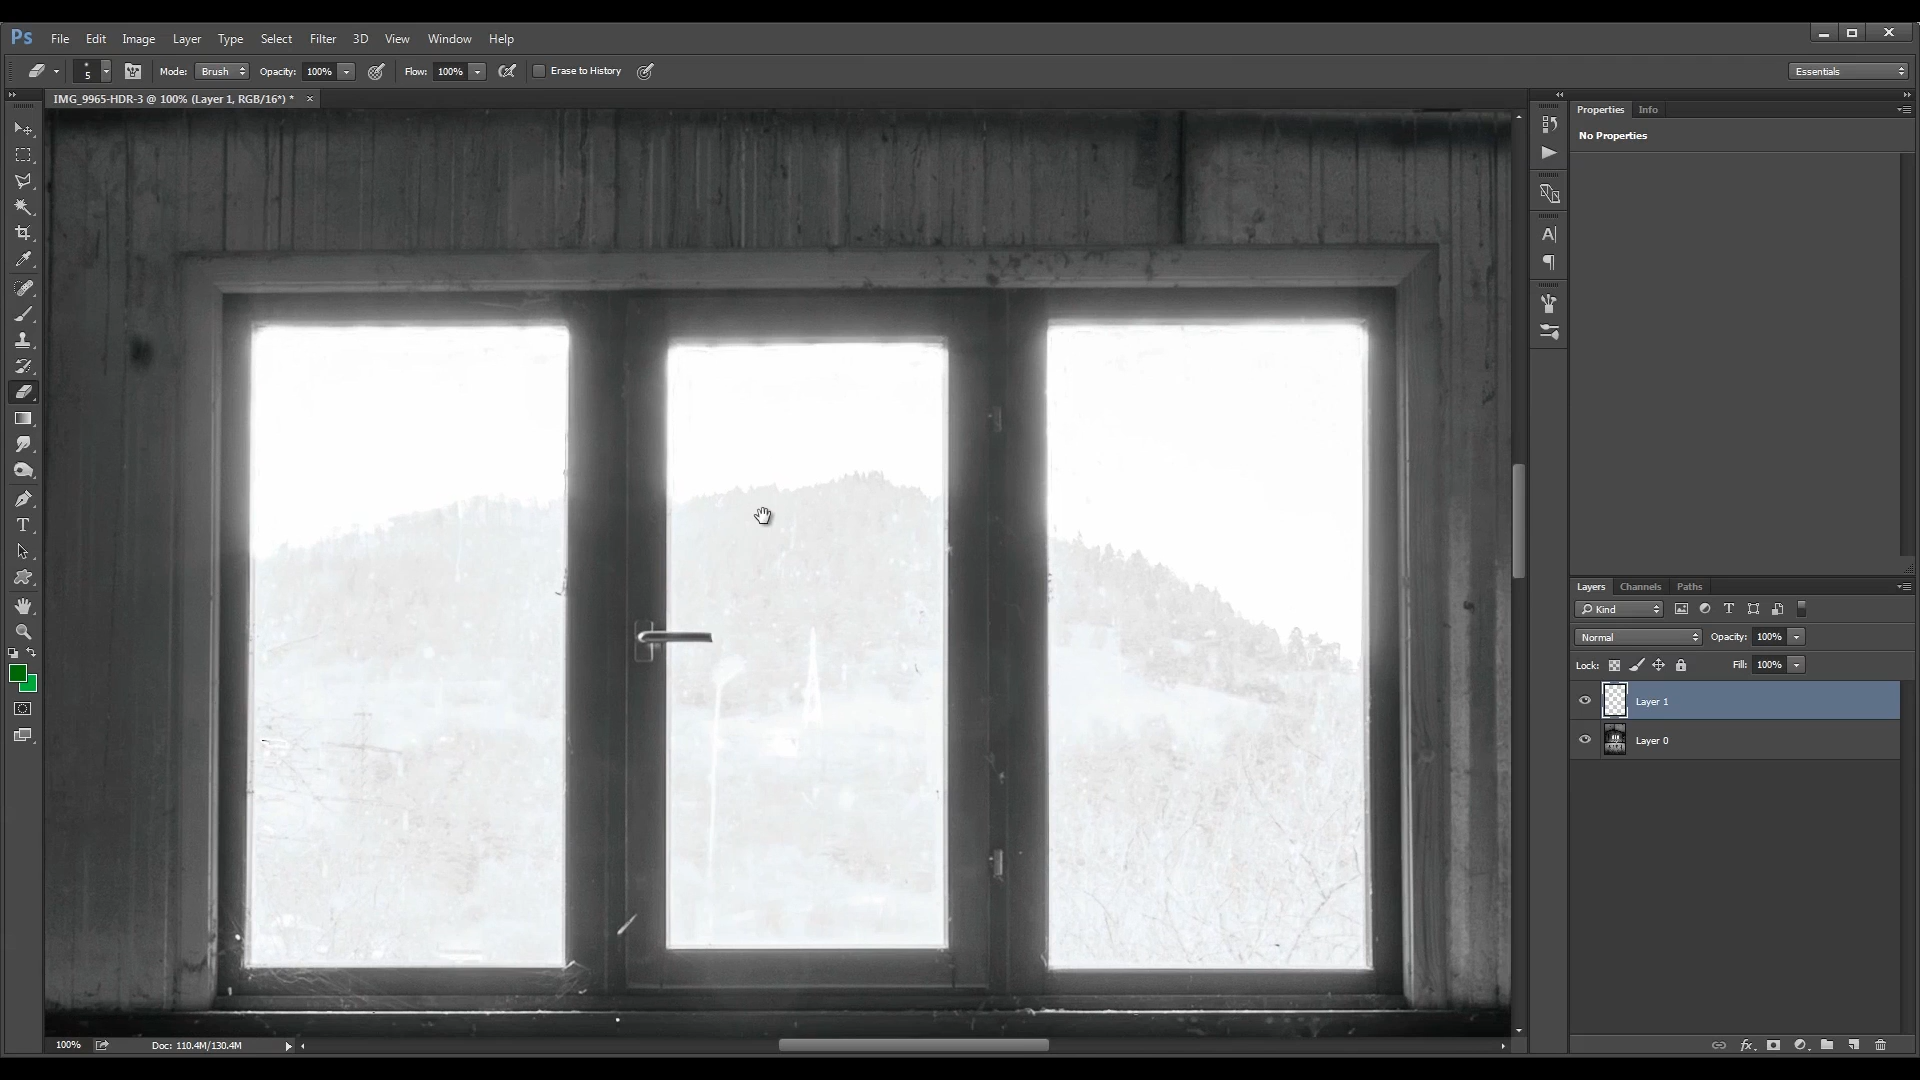 Ps File Edit Image Layer Type Select Filter 3D View Window Help
5 Mode: Brush Opacity: 100% Flow: 100% Erase to History Essentials
IMG_9965-HDR-3 @ 100% (Layer 1, RGB/16*) * ×
Properties Info
No Properties
Layers Channels Paths
Kind
Normal Opacity: 100%
Lock: Fill: 100%
Layer 1
Layer 0
100% Doc: 110.4M/130.4M